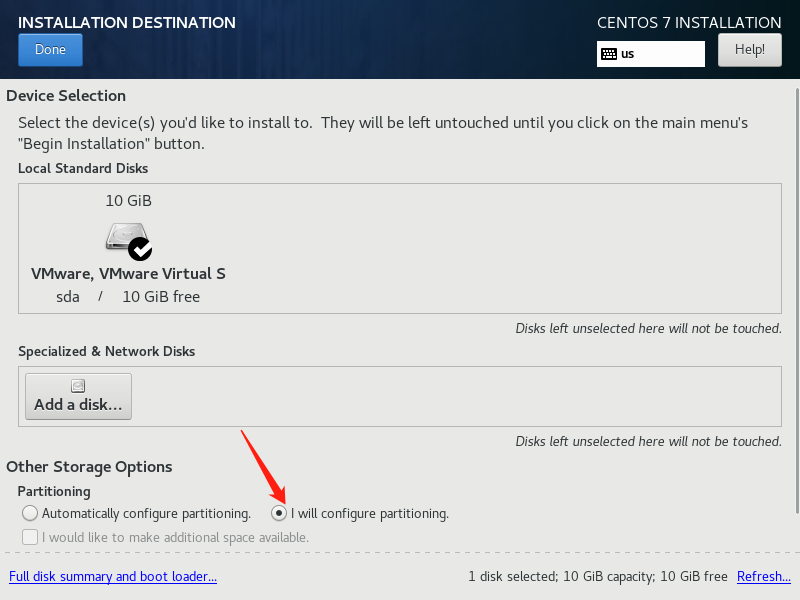 INSTALLATION DESTINATION
CENTOS 7 INSTALLATION
Done
us
Help!
Device Selection
Select the device(s) you'd like to install to.  They will be left untouched until you click on the main menu's
"Begin Installation" button.
Local Standard Disks
10 GiB
VMware, VMware Virtual S
sda / 10 GiB free
Disks left unselected here will not be touched.
Specialized & Network Disks
Add a disk...
Disks left unselected here will not be touched.
Other Storage Options
Partitioning
Automatically configure partitioning. I will configure partitioning.
I would like to make additional space available.
Full disk summary and boot loader... 1 disk selected; 10 GiB capacity; 10 GiB free Refresh...